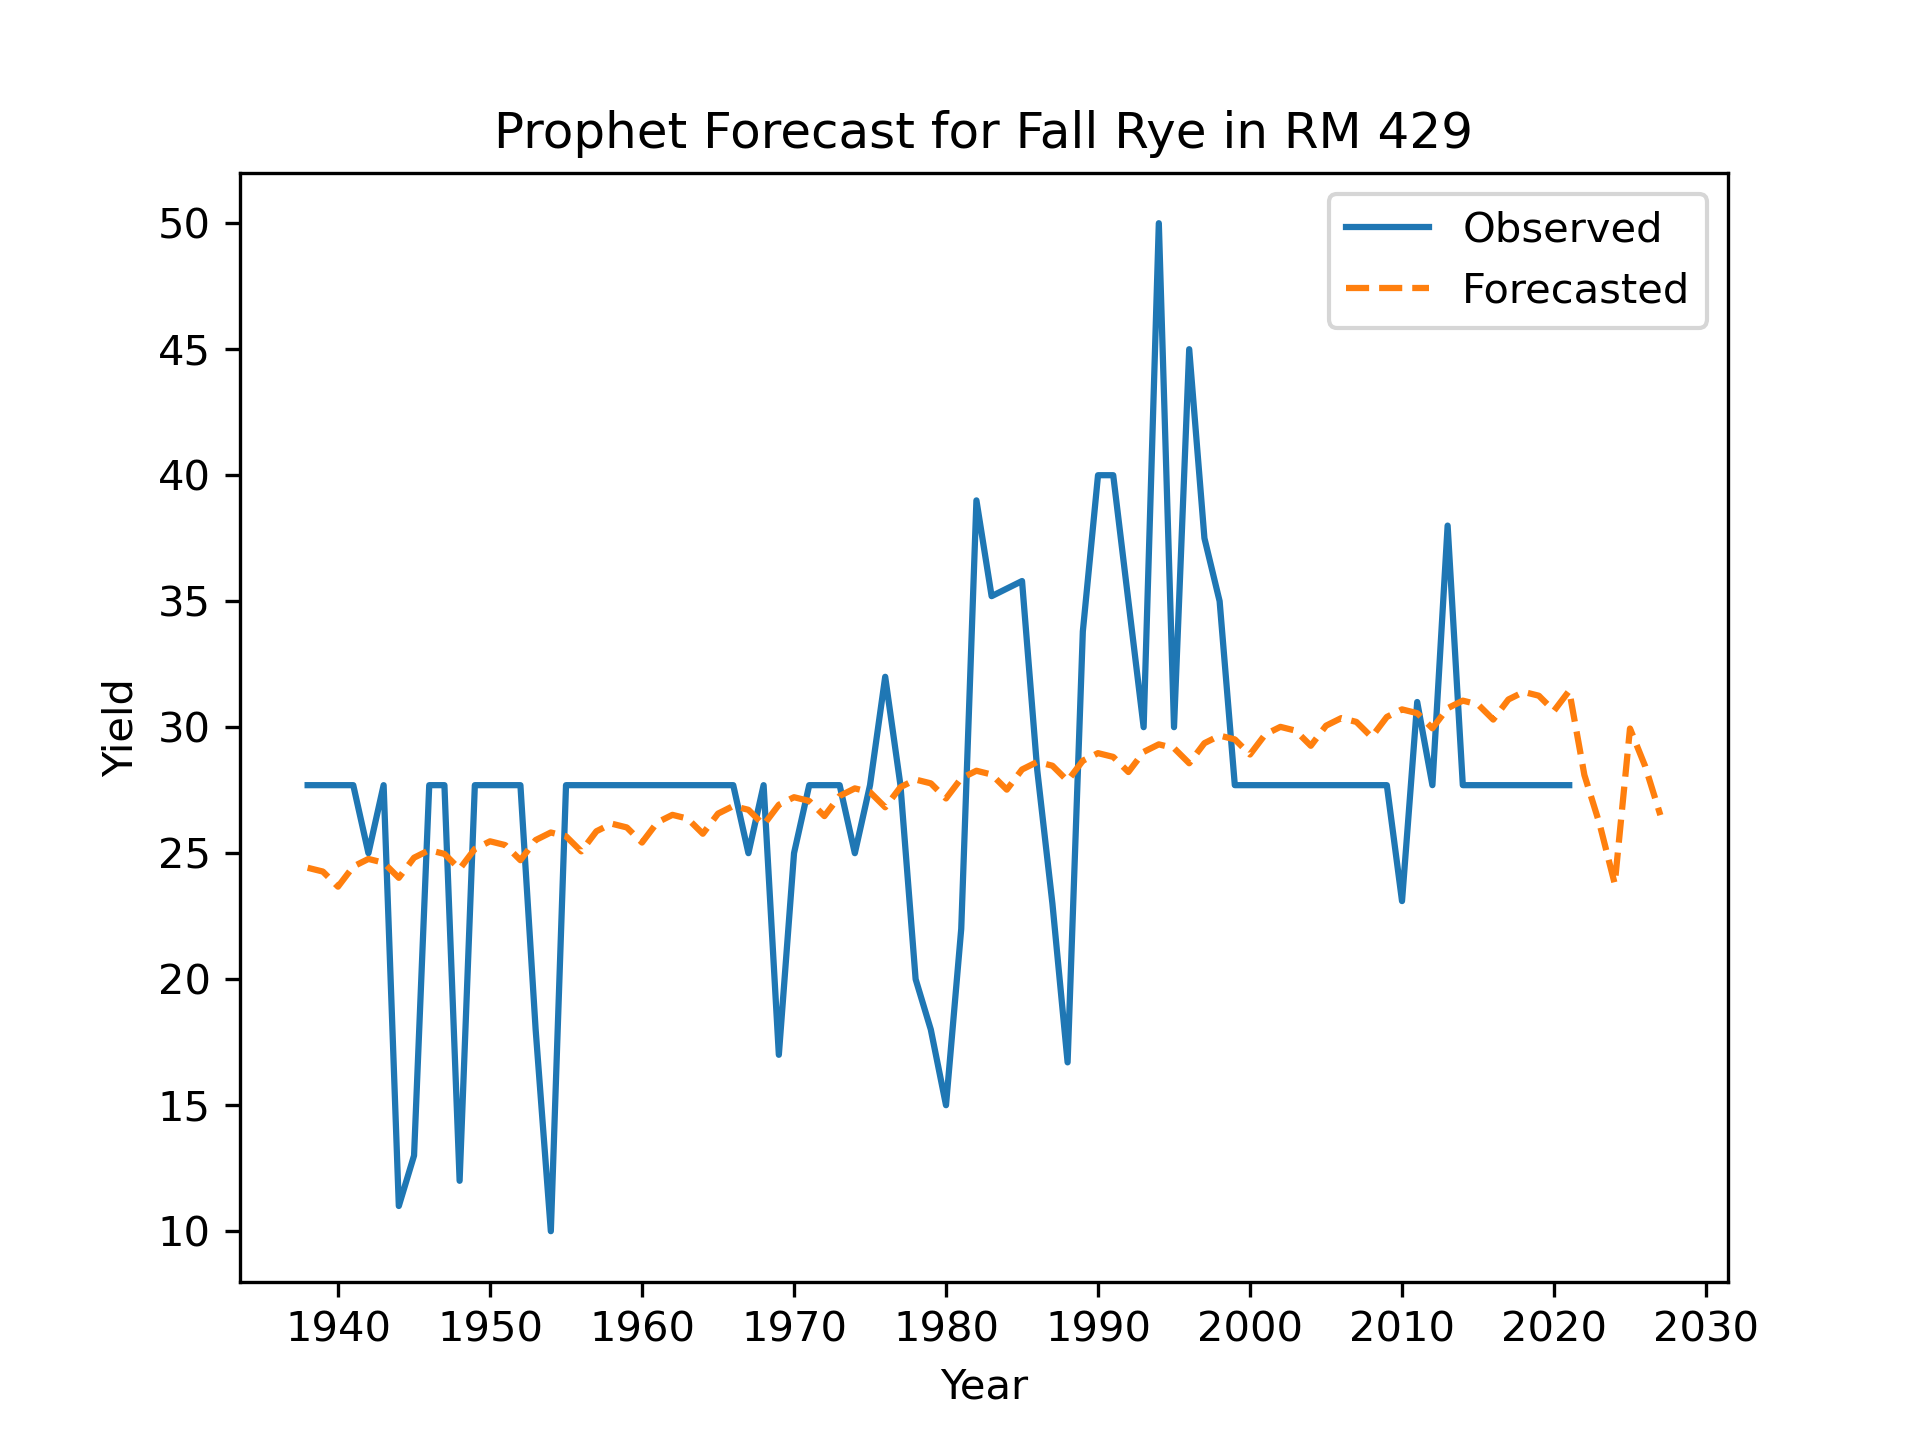 Prophet Forecast for Fall Rye in RM 429
Observed
Forecasted
50
45
40
35
30
25
20
15
10
Yield
1940 1950 1960 1970 1980 1990 2000 2010 2020 2030
Year